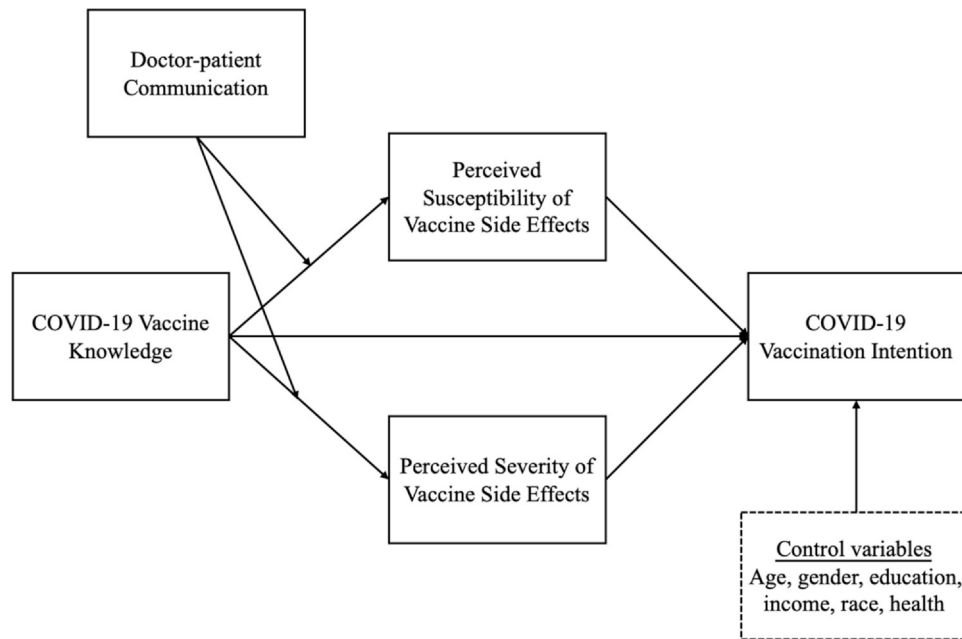 Doctor-patient
Communication
Perceived
Susceptibility of
Vaccine Side Effects
COVID-19 Vaccine
Knowledge
COVID-19
Vaccination Intention
Perceived Severity of
Vaccine Side Effects
Control variables
Age, gender, education,
income, race, health